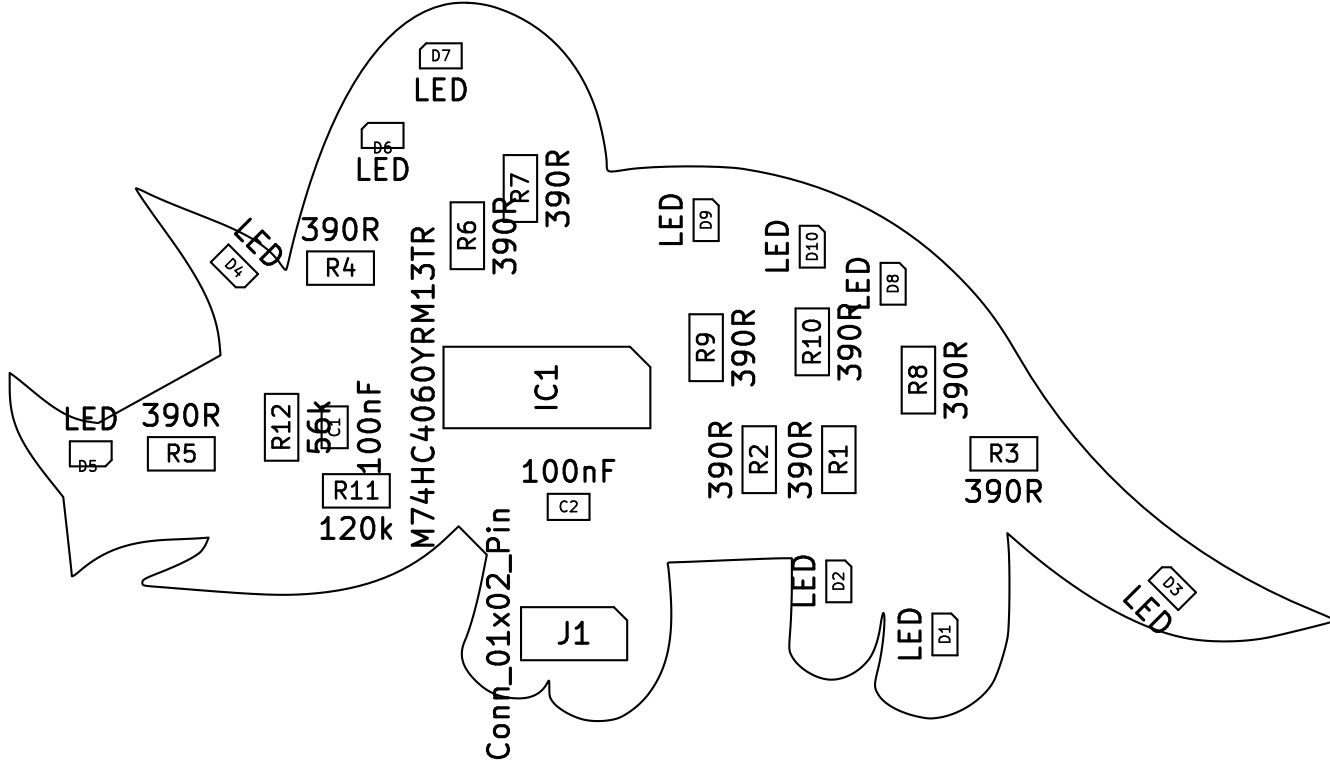 D7
LED
D6
LED
R7
390R
R6
390R
LED
D4
390R
R4
LED
D9
LED
D10
LED
D8
M74HC4060YRM13TR
IC1
R9
390R
R10
390R
R8
390R
LED
D5
390R
R5
R12
56k
C1
100nF
R11
120k
100nF
C2
390R
R2
390R
R1
R3
390R
Conn_01x02_Pin
J1
LED
D2
LED
D1
D3
LED